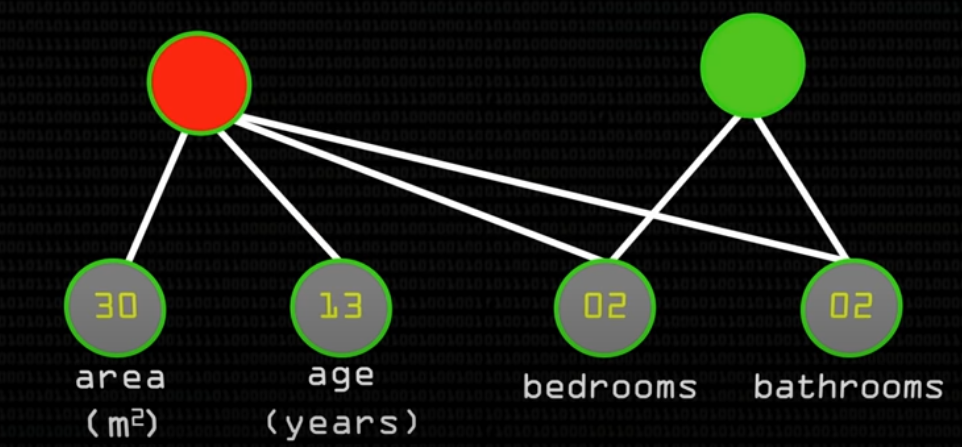 30
13
02
02
area
(m²)
age
(years)
bedrooms
bathrooms